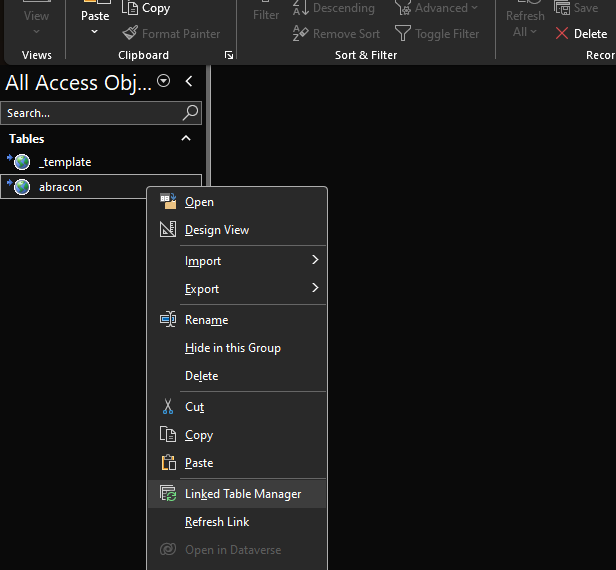 View
Views
Paste
Copy
Format Painter
Clipboard
Filter
Descending
Remove Sort
Advanced
Toggle Filter
Sort & Filter
Refresh
All
Save
Delete
Recor
All Access Obj...
Search...
Tables
_template
abracon
Open
Design View
Import
Export
Rename
Hide in this Group
Delete
Cut
Copy
Paste
Linked Table Manager
Refresh Link
Open in Dataverse